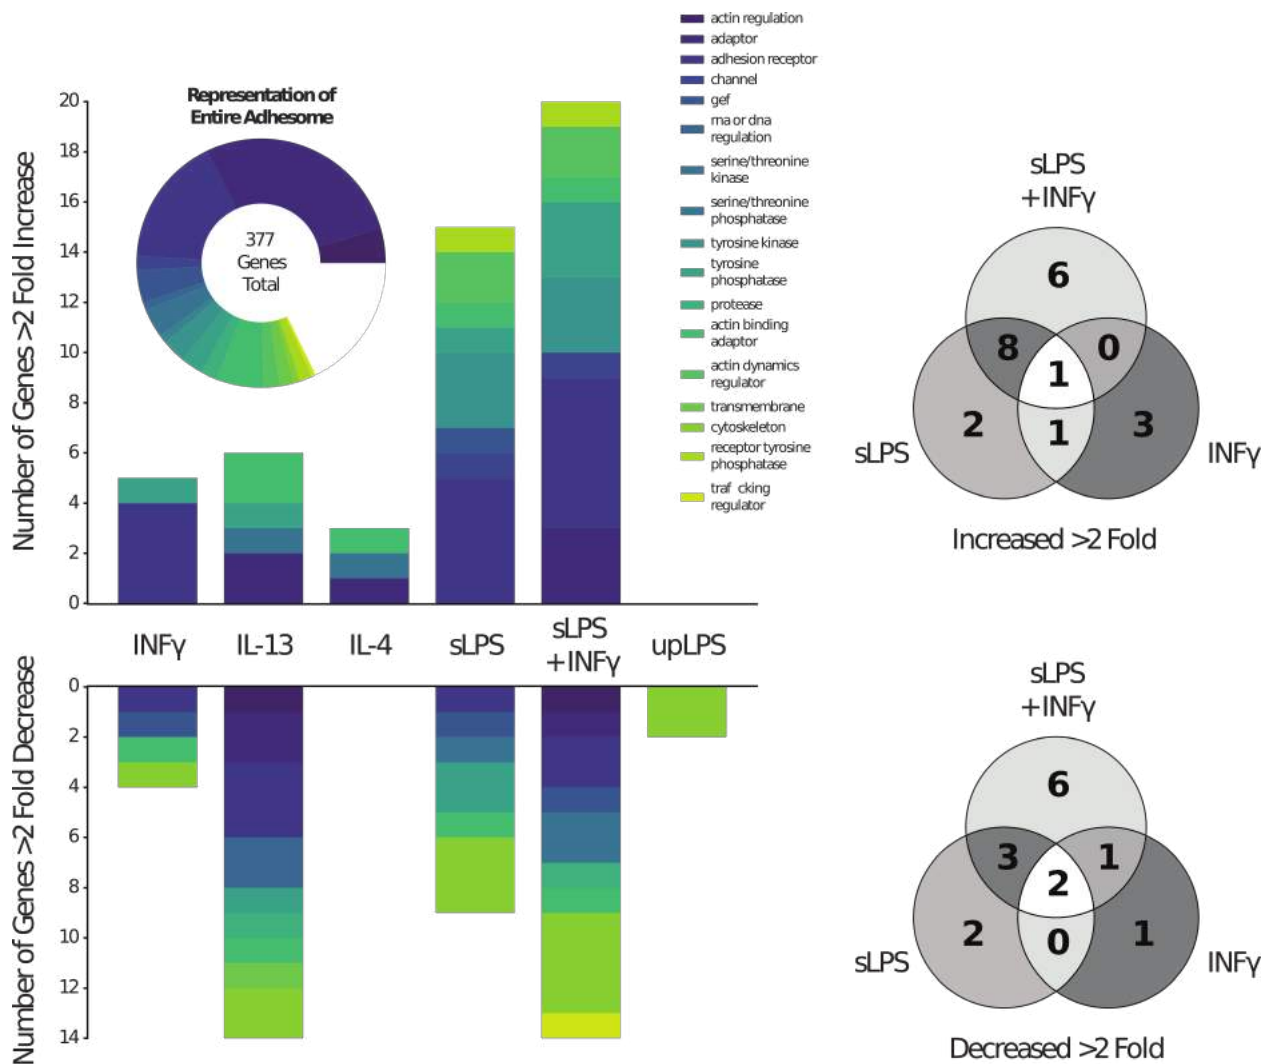 Representation of
Entire Adhesome
377
Genes
Total
Number of Genes >2 Fold Increase
20
18
16
14
12
10
8
6
4
2
0
actin regulation
adaptor
adhesion receptor
channel
gef
rna or dna
regulation
serine/threonine
kinase
serine/threonine
phosphatase
tyrosine kinase
tyrosine
phosphatase
protease
actin binding
adaptor
actin dynamics
regulator
transmembrane
cytoskeleton
receptor tyrosine
phosphatase
traf cking
regulator
sLPS
+INFγ
6
8
0
1
2
1
3
sLPS
INFγ
Increased >2 Fold
INFγ
IL-13
IL-4
sLPS
sLPS
+INFγ
upLPS
Number of Genes >2 Fold Decrease
0
2
4
6
8
10
12
14
sLPS
+INFγ
6
3
1
2
2
0
1
sLPS
INFγ
Decreased >2 Fold